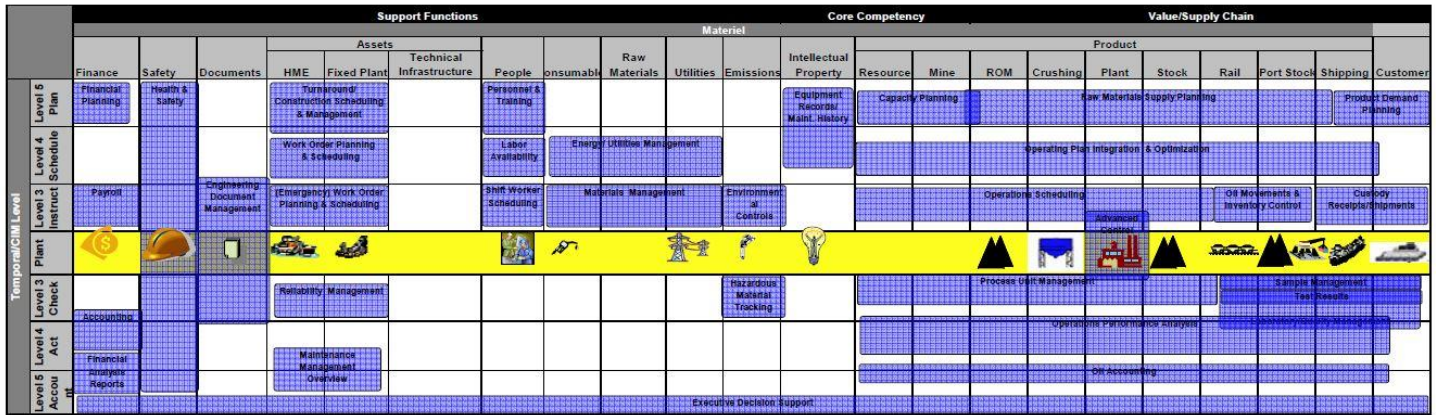 Support Functions Core Competency Value/Supply Chain
Materiel
Assets Product
Finance Safety Documents HME Fixed Plant Technical Infrastructure People onsumabl Raw Materials Utilities Emissions Intellectual Property Resource Mine ROM Crushing Plant Stock Rail Port Stock Shipping Customer
Temporal/CIM Level
Level 5
Plan
Financial
Planning
Health &
Safety
Turnaround/
Construction Scheduling
& Management
Personnel &
Training
Equipment
Records/
Maint. History
Capacity Planning
Raw Materials Supply Planning
Product Demand
Planning
Level 4
Schedule
Work Order Planning
& Scheduling
Labor
Availability
Energy/ Utilities Management
Operating Plan Integration & Optimization
Level 3
Instruct
Payroll
Engineering
Document
Management
(Emergency) Work Order
Planning & Scheduling
Shift Worker
Scheduling
Materials Management
Environment
al
Controls
Operations Scheduling
Advanced
Control
Oil Movements &
Inventory Control
Custody
Receipts/Shipments
Plant
$
Level 3
Check
Reliability Management
Hazardous
Material
Tracking
Process Unit Management
Sample Management
Test Results
Level 4
Act
Accounting
Financial
Analysis
Reports
Maintenance
Management
Overview
Operations Performance Analysis
Laboratory/Quality Management
Level 5
Accou
nt
Oil Accounting
Executive Decision Support